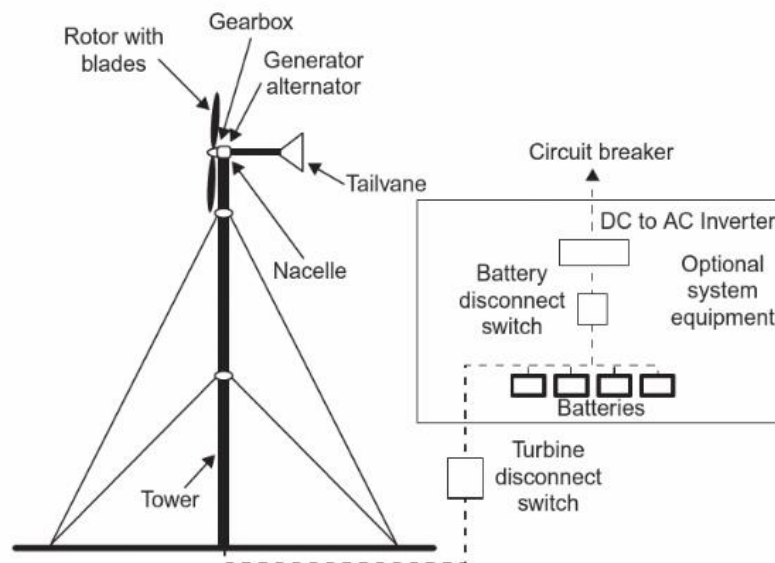 Gearbox
Rotor with
blades
Generator
alternator
Tailvane
Nacelle
Tower
Circuit breaker
DC to AC Inverter
Battery
disconnect
switch
Optional
system
equipment
Batteries
Turbine
disconnect
switch